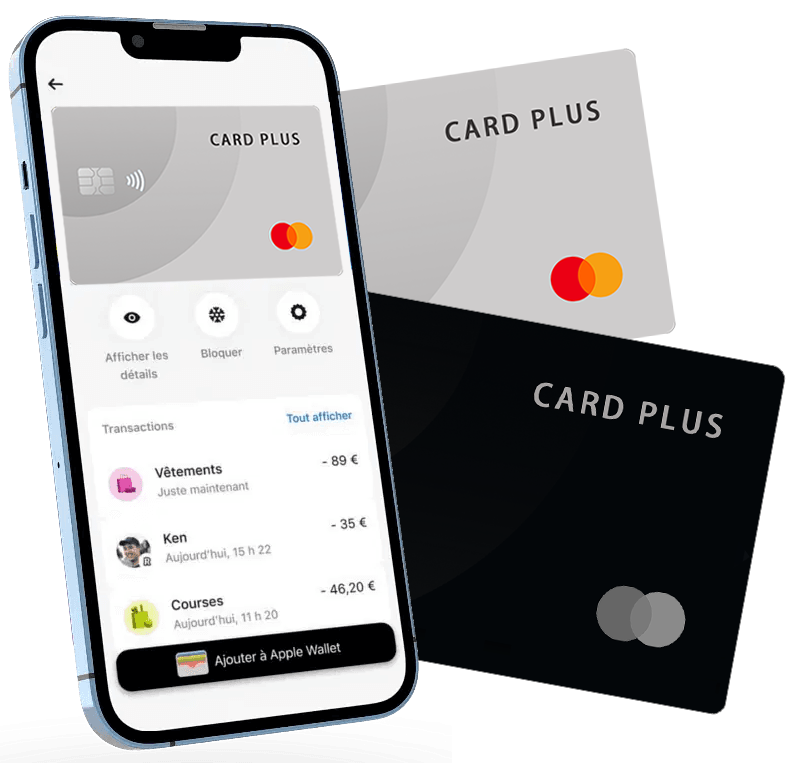 CARD PLUS
Afficher les
détails
Bloquer
Paramètres
Transactions
Tout afficher
Vêtements
- 89 €
Juste maintenant
Ken
- 35 €
Aujourd'hui, 15 h 22
Courses
- 46,20 €
Aujourd'hui, 11 h 20
Ajouter à Apple Wallet
CARD PLUS
CARD PLUS